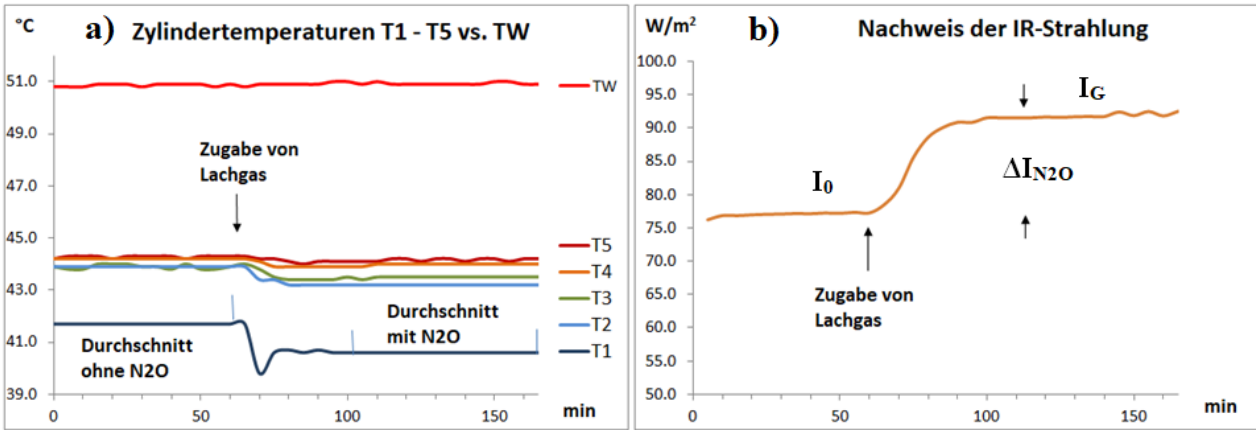 °C
a) Zylindertemperaturen T1 - T5 vs. TW
51.0
49.0
47.0
45.0
43.0
41.0
39.0
TW
Zugabe von
Lachgas
T5
T4
T3
T2
T1
Durchschnitt
ohne N2O
Durchschnitt
mit N2O
0 50 100 150 min
W/m²
b) Nachweis der IR-Strahlung
100.0
95.0
90.0
85.0
80.0
75.0
70.0
65.0
60.0
55.0
50.0
I₀
I_G
ΔI_N2O
Zugabe von
Lachgas
0 50 100 150 min